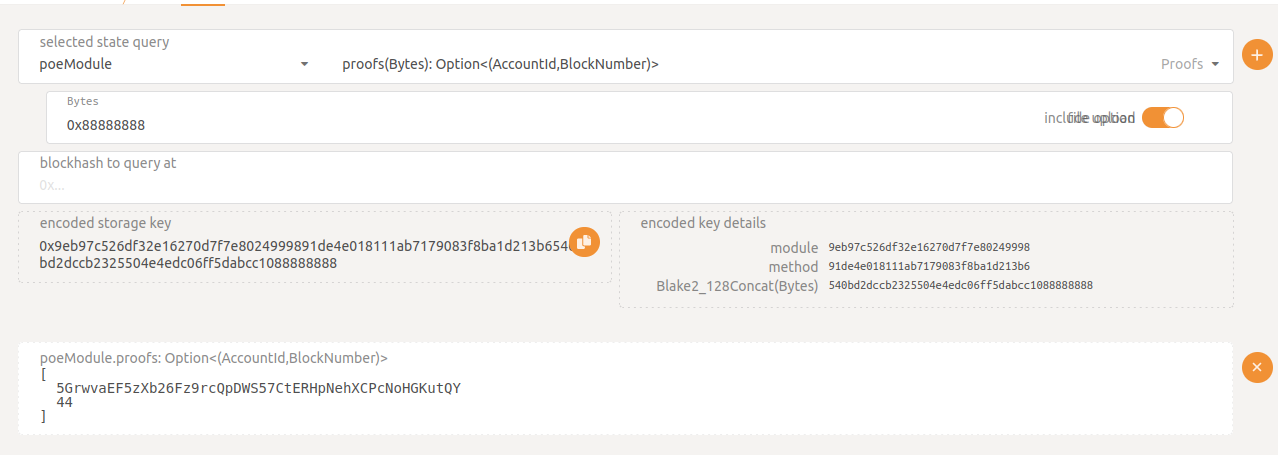 selected state query
poeModule proofs(Bytes): Option<(AccountId,BlockNumber)> Proofs
Bytes
0x88888888
include option file upload
blockhash to query at
0x...
encoded storage key
0x9eb97c526df32e16270d7f7e8024999891de4e018111ab7179083f8ba1d213b6540
bd2dccb2325504e4edc06ff5dabcc1088888888
encoded key details
module 9eb97c526df32e16270d7f7e80249998
method 91de4e018111ab7179083f8ba1d213b6
Blake2_128Concat(Bytes) 540bd2dccb2325504e4edc06ff5dabcc1088888888
poeModule.proofs: Option<(AccountId,BlockNumber)>
[
5GrwvaEF5zXb26Fz9rcQpDWS57CtERHpNehXCPcNoHGKutQY
44
]